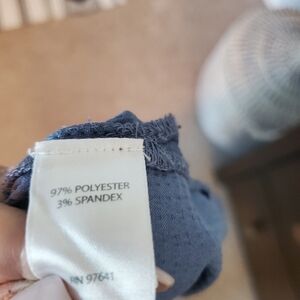 97% POLYESTER
3% SPANDEX
RN 97641